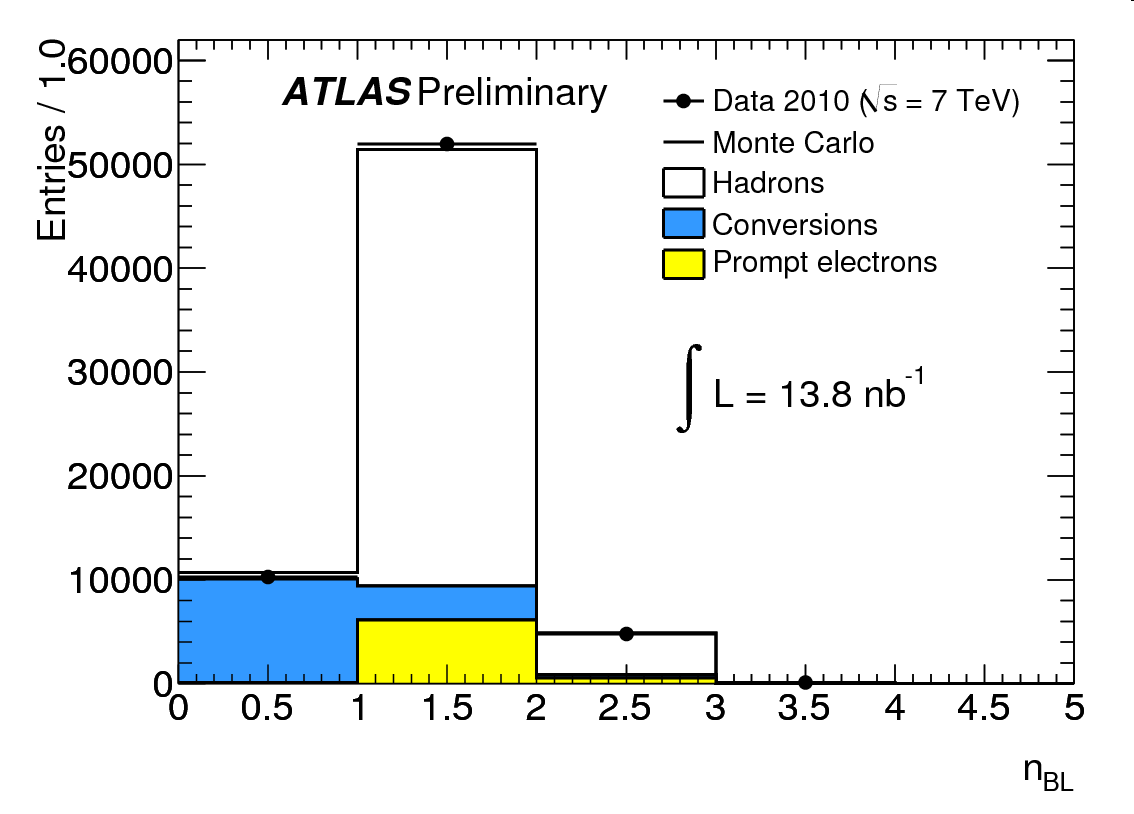 Entries / 1.0
60000
50000
40000
30000
20000
10000
0
ATLAS Preliminary
Data 2010 (√s = 7 TeV)
Monte Carlo
Hadrons
Conversions
Prompt electrons
∫ L = 13.8 nb⁻¹
0 0.5 1 1.5 2 2.5 3 3.5 4 4.5 5
n_BL